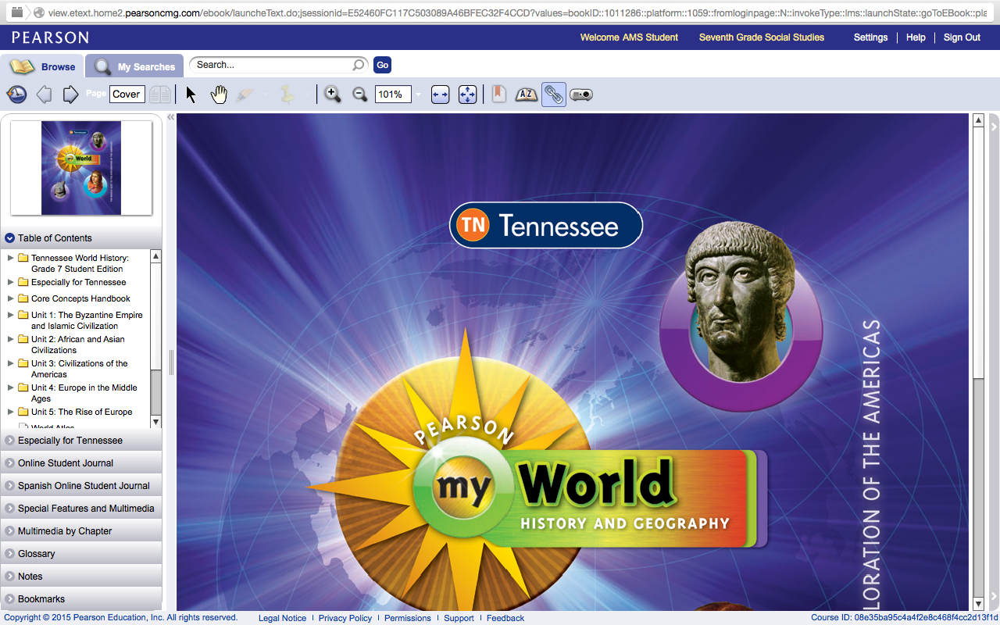 view.etext.home2.pearsoncmg.com/ebook/launcheText.do;jsessionid=E52460FC117C503089A46BFEC32F4CCD?values=bookID::1011286::platform::1059::fromloginpage::N::invokeType::lms::launchState::goToEBook::pla
PEARSON
Welcome AMS Student Seventh Grade Social Studies Settings Help Sign Out
Browse My Searches Search... Go
Page Cover 101% A Z
Tennessee
my World
Table of Contents
Tennessee World History:
Grade 7 Student Edition
Especially for Tennessee
Core Concepts Handbook
Unit 1: The Byzantine Empire
and Islamic Civilization
Unit 2: African and Asian
Civilizations
Unit 3: Civilizations of the
Americas
Unit 4: Europe in the Middle
Ages
Unit 5: The Rise of Europe
World Atlas
Especially for Tennessee
Online Student Journal
Spanish Online Student Journal
Special Features and Multimedia
Multimedia by Chapter
Glossary
Notes
Bookmarks
TN Tennessee
PEARSON
my World
HISTORY AND GEOGRAPHY
LORATION OF THE AMERICAS
Copyright © 2015 Pearson Education, Inc. All rights reserved. Legal Notice | Privacy Policy | Permissions | Support | Feedback Course ID: 08e35ba95c4a4f2e8c468f4cc2d13f1d